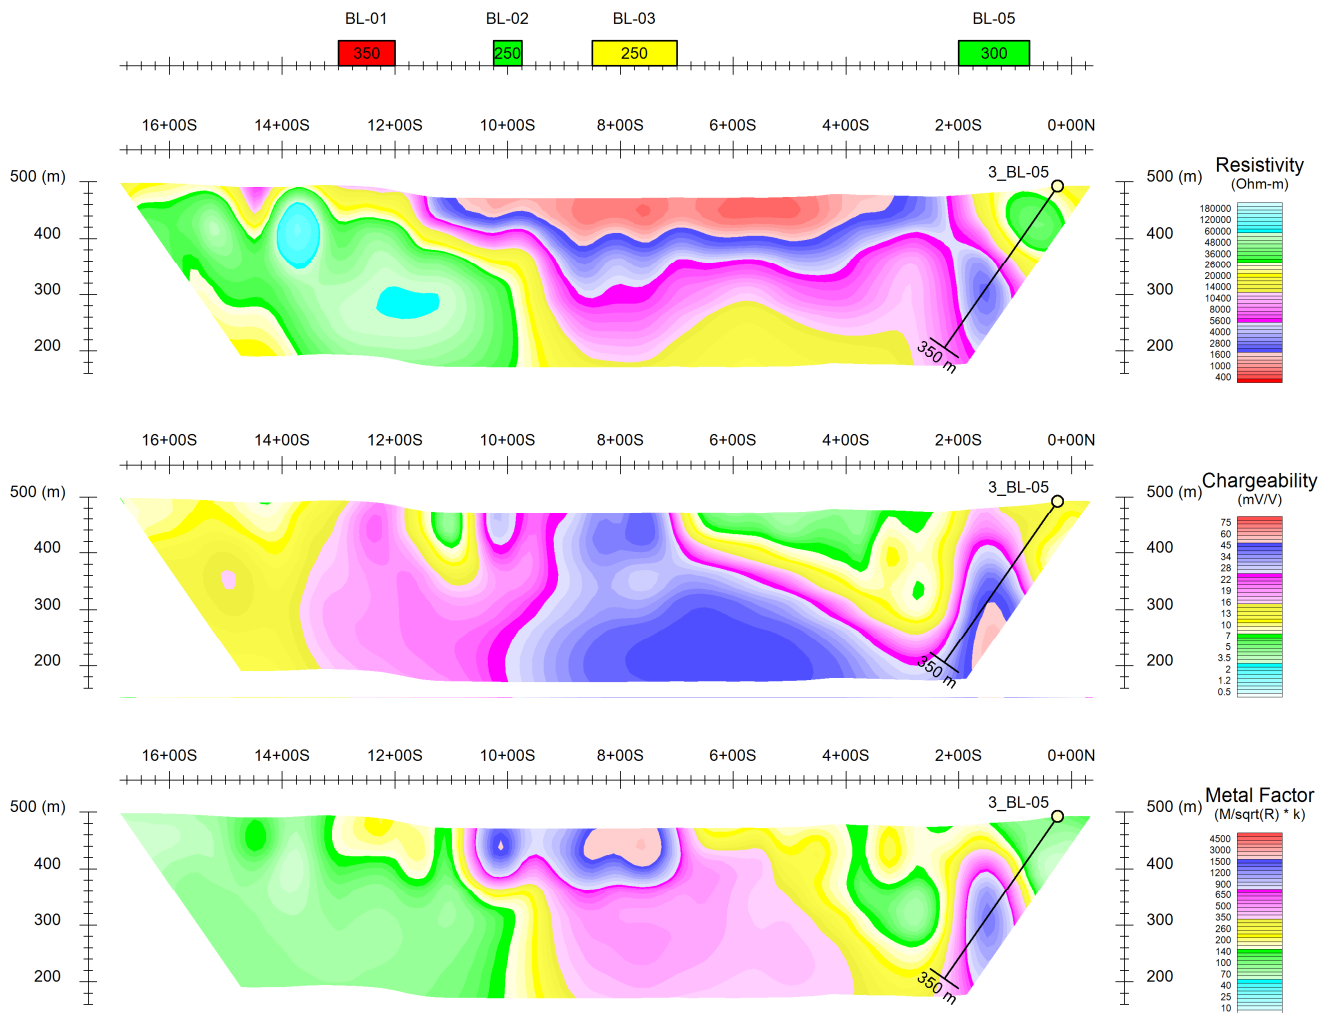 BL-01 BL-02 BL-03 BL-05
350 250 250 300
16+00S 14+00S 12+00S 10+00S 8+00S 6+00S 4+00S 2+00S 0+00N
3_BL-05
500 (m) 500 (m)
400 400
300 300
200 200
350 m
Resistivity
(Ohm-m)
180000
120000
60000
48000
36000
26000
20000
14000
10400
8000
5600
4000
2800
1600
1000
400
16+00S 14+00S 12+00S 10+00S 8+00S 6+00S 4+00S 2+00S 0+00N
3_BL-05
500 (m) 500 (m)
400 400
300 300
200 200
350 m
Chargeability
(mV/V)
75
60
45
34
28
22
19
16
13
10
7
5
3.5
2
1.2
0.5
16+00S 14+00S 12+00S 10+00S 8+00S 6+00S 4+00S 2+00S 0+00N
3_BL-05
500 (m) 500 (m)
400 400
300 300
200 200
350 m
Metal Factor
(M/sqrt(R) * k)
4500
3000
1500
1200
900
650
500
350
260
200
140
100
70
40
25
10